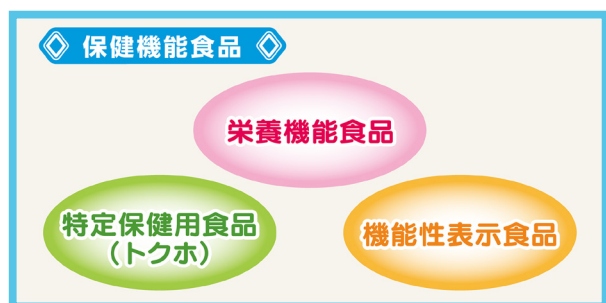 保健機能食品
栄養機能食品
特定保健用食品
（トクホ）
機能性表示食品